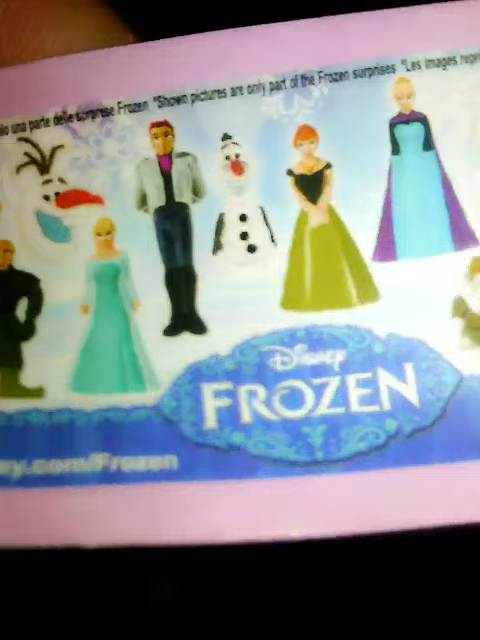 una parte delle sorprese Frozen *Shown pictures are only part of the Frozen surprises *Les images
Disney
FROZEN
.com/Frozen